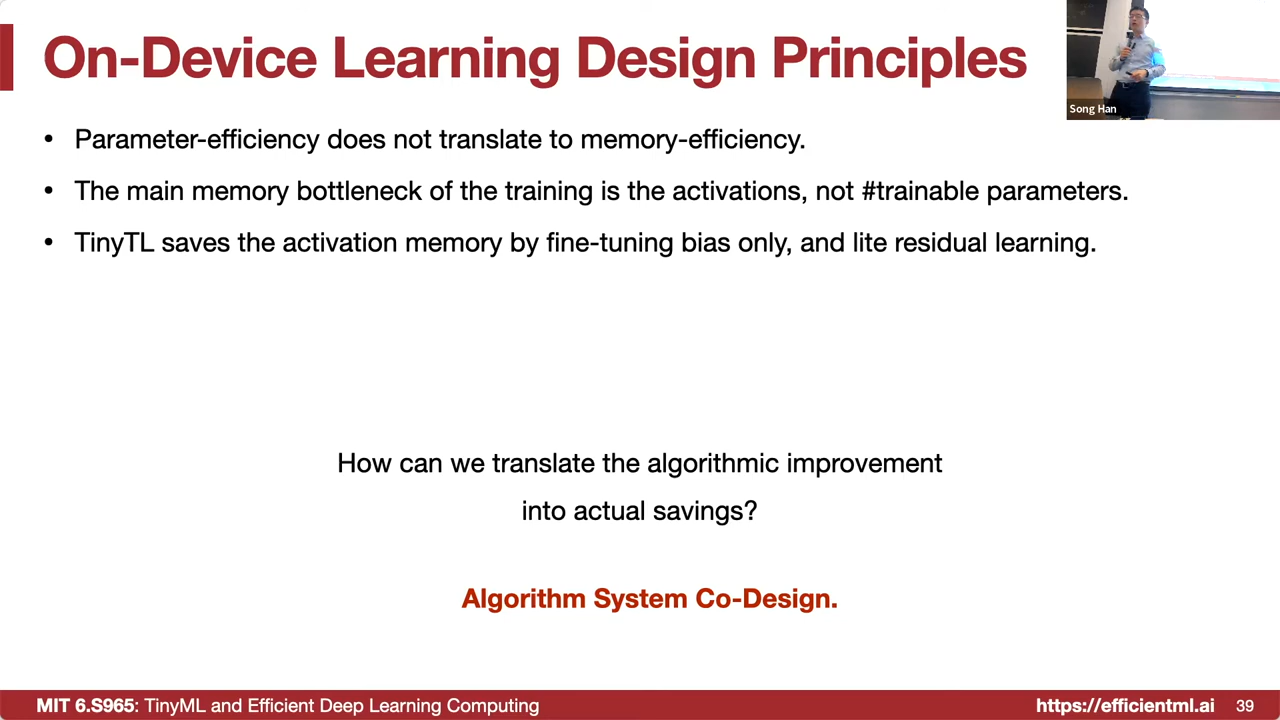 On-Device Learning Design Principles
Song Han
• Parameter-efficiency does not translate to memory-efficiency.
• The main memory bottleneck of the training is the activations, not #trainable parameters.
• TinyTL saves the activation memory by fine-tuning bias only, and lite residual learning.
How can we translate the algorithmic improvement
into actual savings?
Algorithm System Co-Design.
MIT 6.S965: TinyML and Efficient Deep Learning Computing
https://efficientml.ai 39